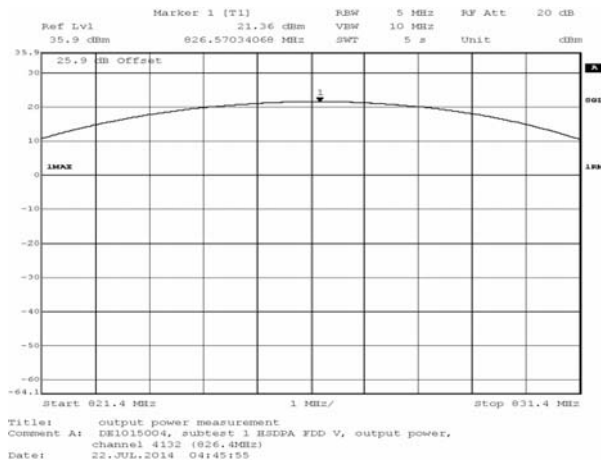 Marker 1 [T1] RBW 5 MHz RF Att 20 dB
Ref Lvl 21.36 dBm VBW 10 MHz
35.9 dBm 826.57034068 MHz SWT 5 s Unit dBm
35.9
25.9 dB Offset
A
30
1
20
10
1MAX
0
-10
-20
-30
-40
-50
-60
-64.1
Start 821.4 MHz 1 MHz/ Stop 831.4 MHz
Title: output power measurement
Comment A: DE1015004, subtest 1 HSDPA FDD V, output power,
channel 4132 (826.4MHz)
Date: 22.JUL.2014 04:45:55